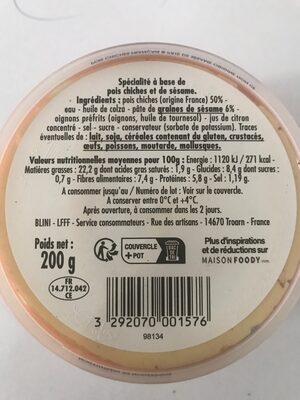 Spécialité à base de
pois chiches et de sésame.
- Ingrédients : pois chiches (origine France) 50% -
eau - huile de colza - pâte de graines de sésame 6% -
oignons préfrits (oignons, huile de tournesol) - jus de citron
concentré - sel - sucre - conservateur (sorbate de potassium). Traces
éventuelles de : lait, soja, céréales contenant du gluten, crustacés,
œufs, poissons, moutarde, mollusques.
Valeurs nutritionnelles moyennes pour 100g : Energie : 1120 kJ / 271 kcal -
Matières grasses : 22,2 g dont acides gras saturés : 1,9 g - Glucides : 8,4 g dont sucres
: 0,7 g - Fibres alimentaires : 7,4 g - Protéines : 5,8 g - Sel : 1,19 g.
A consommer jusqu'au / Numéro de lot : Voir sur le couvercle.
A conserver entre 0°C et +4°C.
Après ouverture, à consommer dans les 2 jours.
BLINI - LFFF - Service consommateurs - Rue des artisans - 14670 Troarn - France
Poids net :
200 g
FR
14.712.042
CE
COUVERCLE
+ POT
BAC
DE
TRI
Plus d'inspirations
et de réductions sur
MAISON FOODY.com
3 292070 001576
98134